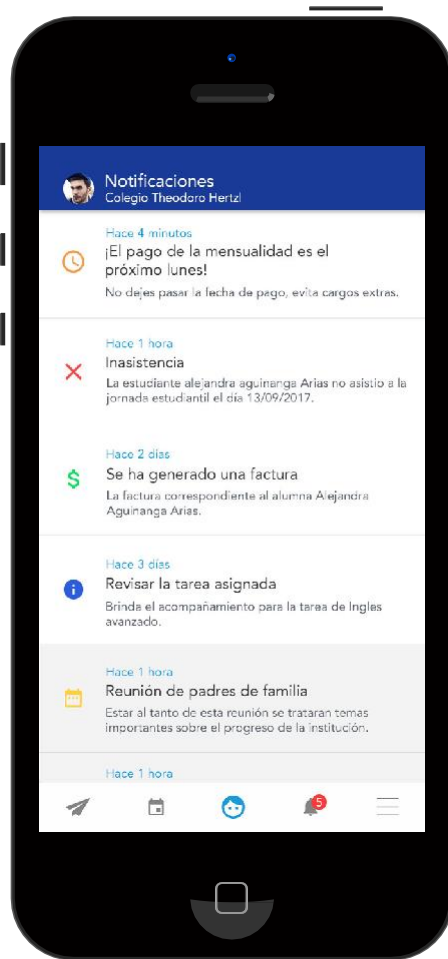 Notificaciones
Colegio Theodoro Hertzl
Hace 4 minutos
¡El pago de la mensualidad es el
próximo lunes!
No dejes pasar la fecha de pago, evita cargos extras.
Hace 1 hora
Inasistencia
La estudiante alejandra aguinanga Arias no asistio a la
jornada estudiantil el día 13/09/2017.
Hace 2 días
Se ha generado una factura
La factura correspondiente al alumna Alejandra
Aguinanga Arias.
Hace 3 días
Revisar la tarea asignada
Brinda el acompañamiento para la tarea de Ingles
avanzado.
Hace 1 hora
Reunión de padres de familia
Estar al tanto de esta reunión se trataran temas
importantes sobre el progreso de la institución.
Hace 1 hora
5